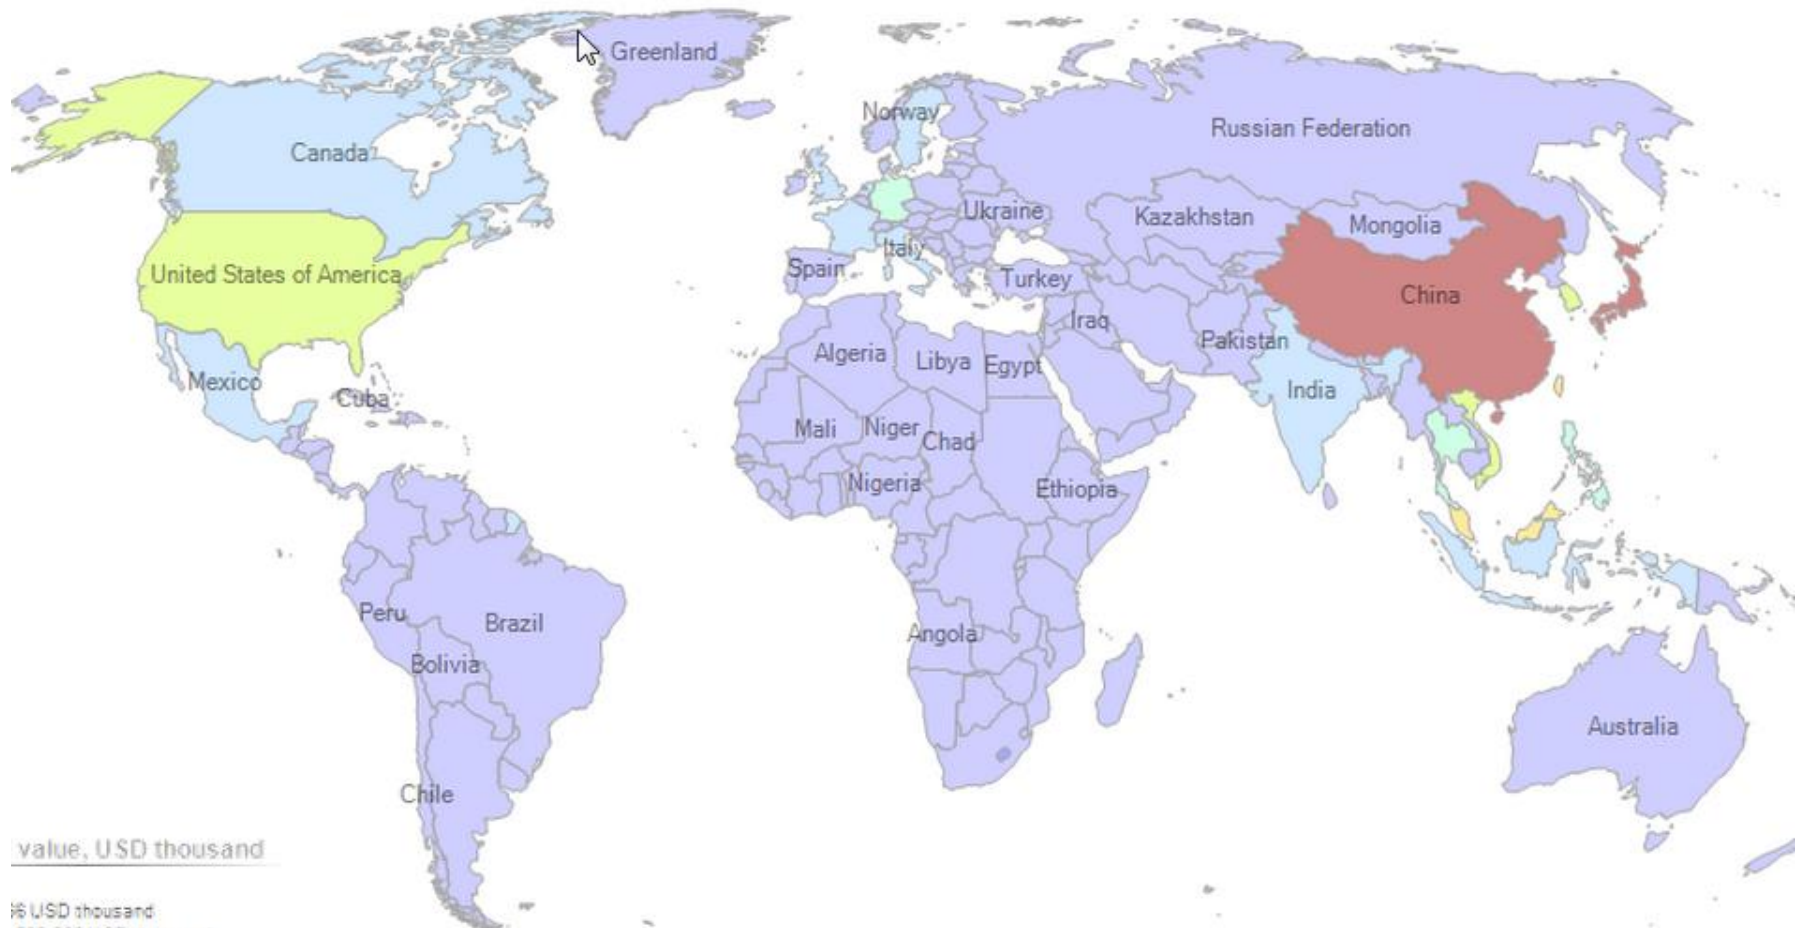 Greenland
Norway
Russian Federation
Canada
Ukraine
Kazakhstan
Mongolia
Italy
United States of America
Spain
Turkey
China
Iraq
Pakistan
Algeria
Libya
Egypt
Mexico
India
Cuba
Mali
Niger
Chad
Nigeria
Ethiopia
Peru
Brazil
Angola
Bolivia
Australia
Chile
value, USD thousand
6 USD thousand